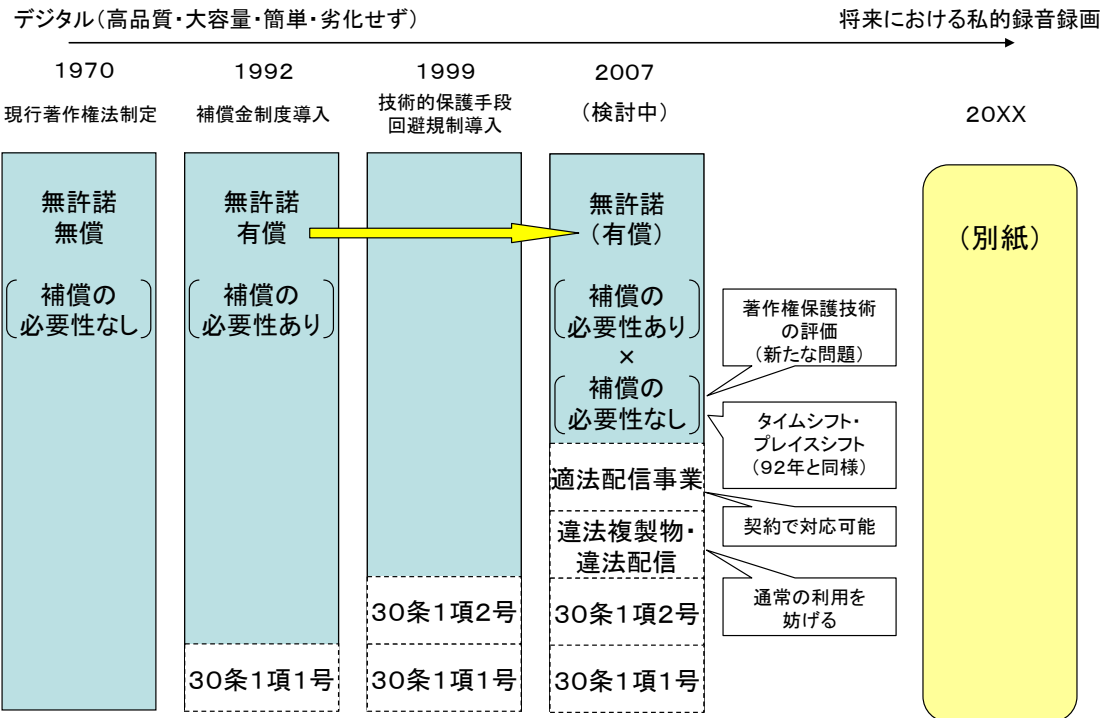 デジタル（高品質・大容量・簡単・劣化せず）
将来における私的録音録画
1970
現行著作権法制定
1992
補償金制度導入
1999
技術的保護手段
回避規制導入
2007
（検討中）
20XX
無許諾
無償
補償の
必要性なし
無許諾
有償
補償の
必要性あり
30条1項1号
30条1項2号
30条1項1号
無許諾
（有償）
補償の
必要性あり
×
補償の
必要性なし
適法配信事業
違法複製物・
違法配信
30条1項2号
30条1項1号
著作権保護技術
の評価
（新たな問題）
タイムシフト・
プレイスシフト
（92年と同様）
契約で対応可能
通常の利用を
妨げる
（別紙）